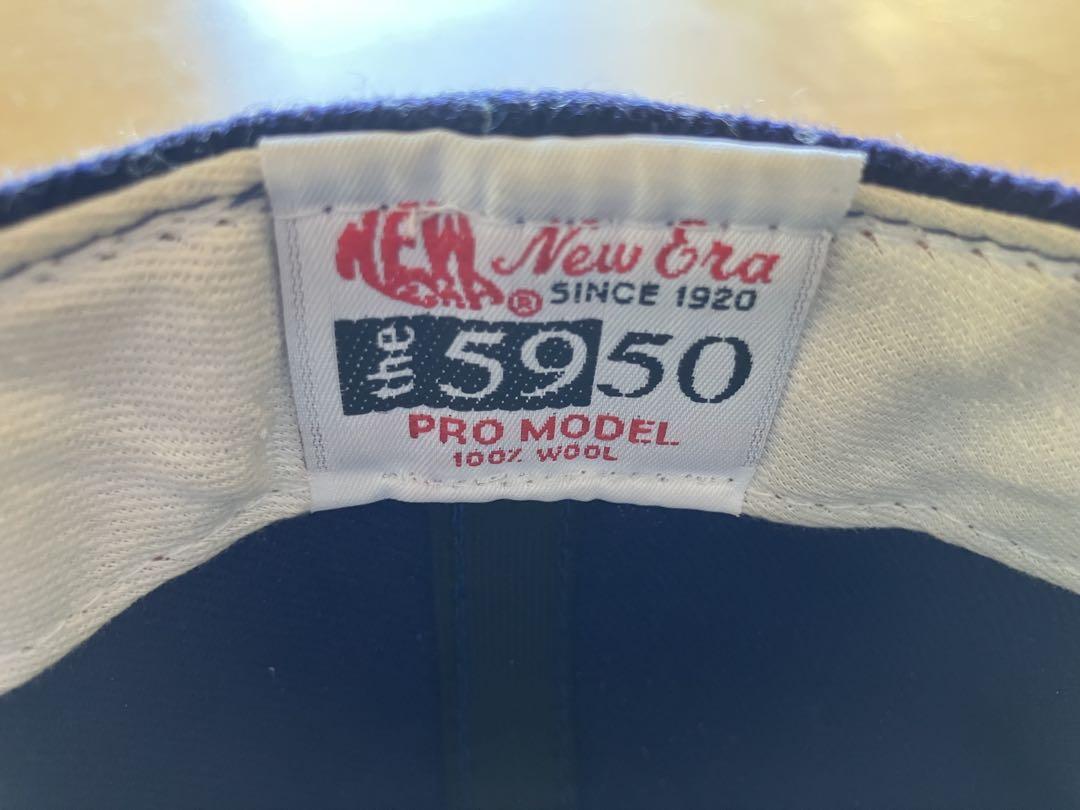 NEW ERA ® New Era
SINCE 1920
the 5950
PRO MODEL
100% WOOL